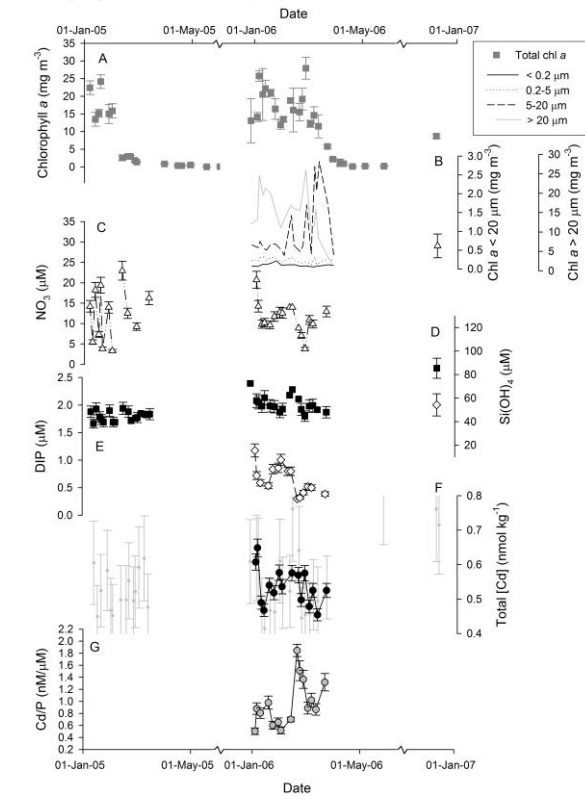 Date
01-Jan-05 01-May-05 01-Jan-06 01-May-06 01-Jan-07
A
Chlorophyll a (mg m-3)
35
30
25
20
15
10
5
0
Total chl a
< 0.2 μm
0.2-5 μm
5-20 μm
> 20 μm
B
3.0
2.5
2.0
1.5
1.0
0.5
0.0
Chl a < 20 μm (mg m-3)
30
25
20
15
10
5
0
Chl a > 20 μm (mg m-3)
C
NO3 (μM)
35
30
25
20
15
10
5
0
D
120
100
80
60
40
20
Si(OH)4 (μM)
E
DIP (μM)
2.5
2.0
1.5
1.0
0.5
0.0
F
0.8
0.7
0.6
0.5
0.4
Total [Cd] (nmol kg-1)
G
Cd/P (nM/μM)
2.2
2.0
1.8
1.6
1.4
1.2
1.0
0.8
0.6
0.4
0.2
01-Jan-05 01-May-05 01-Jan-06 01-May-06 01-Jan-07
Date